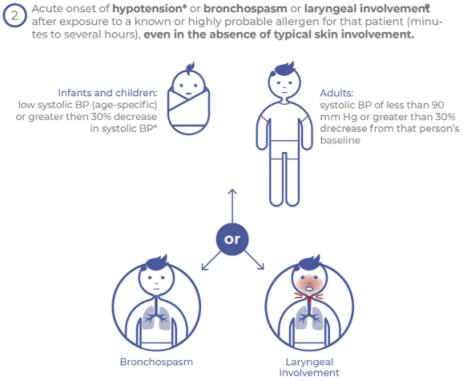 2
Acute onset of hypotension* or bronchospasm or laryngeal involvement#
after exposure to a known or highly probable allergen for that patient (minu-
tes to several hours), even in the absence of typical skin involvement.
Infants and children:
low systolic BP (age-specific)
or greater then 30% decrease
in systolic BP*
Adults:
systolic BP of less than 90
mm Hg or greater than 30%
drecrease from that person's
baseline
or
Bronchospasm
Laryngeal
involvement